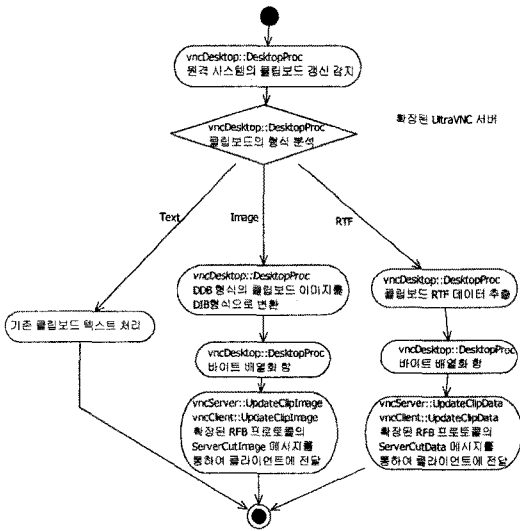 vncDesktop::DesktopProc
원격 시스템의 클립보드 갱신 감지
vncDesktop::DesktopProc
클립보드의 형식 분석
확장된 UltraVNC 서버
Text
Image
RTF
기존 클립보드 텍스트 처리
vncDesktop::DesktopProc
DDB 형식의 클립보드 이미지를
DIB형식으로 변환
vncDesktop::DesktopProc
바이트 배열화 함
vncServer::UpdateClipImage
vncClient::UpdateClipImage
확장된 RFB 프로토콜의
ServerCutImage 메시지를
통하여 클라이언트에 전달
vncDesktop::DesktopProc
클립보드 RTF 데이터 추출
vncDesktop::DesktopProc
바이트 배열화 함
vncServer::UpdateClipData
vncClient::UpdateClipData
확장된 RFB 프로토콜의
ServerCutData 메시지를
통하여 클라이언트에 전달